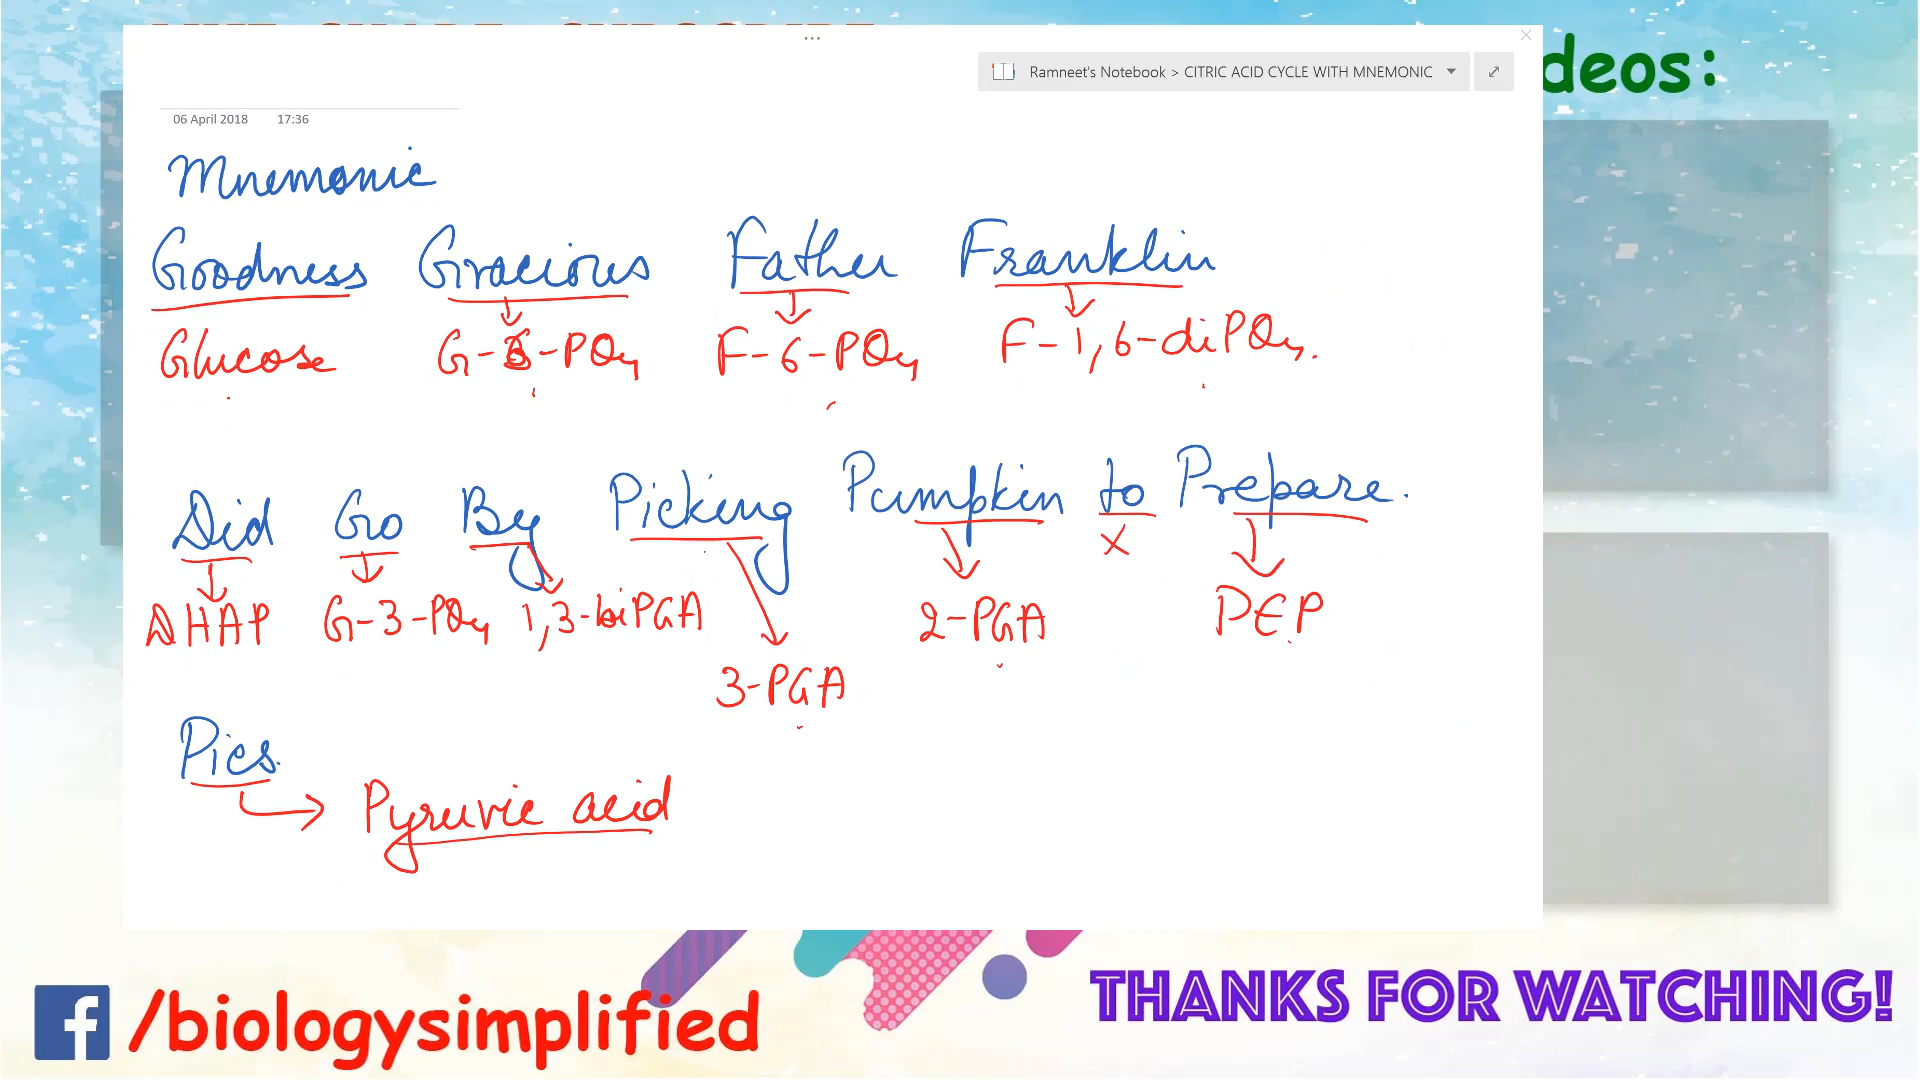 deos:
Ramneet's Notebook > CITRIC ACID CYCLE WITH MNEMONIC
06 April 2018 17:36
Mnemonic
Goodness Gracious Father Franklin
Glucose G-6-PO4 F-6-PO4 F-1,6-diPO4.
Did Go By Picking Pumpkin to Prepare.
X
DHAP G-3-PO4 1,3-biPGA 2-PGA PEP
3-PGA
Pics.
Pyruvic acid
f /biologysimplified
THANKS FOR WATCHING!